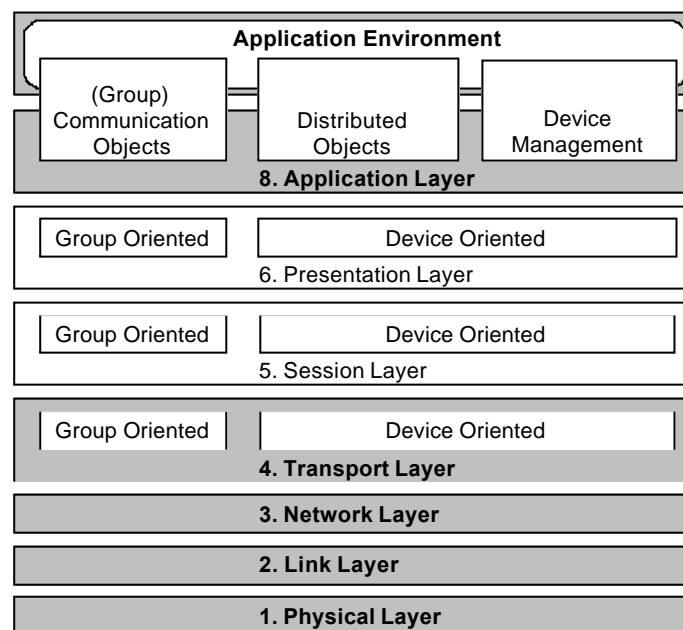 Application Environment
(Group)
Communication
Objects
Distributed
Objects
Device
Management
8. Application Layer
Group Oriented
Device Oriented
6. Presentation Layer
Group Oriented
Device Oriented
5. Session Layer
Group Oriented
Device Oriented
4. Transport Layer
3. Network Layer
2. Link Layer
1. Physical Layer